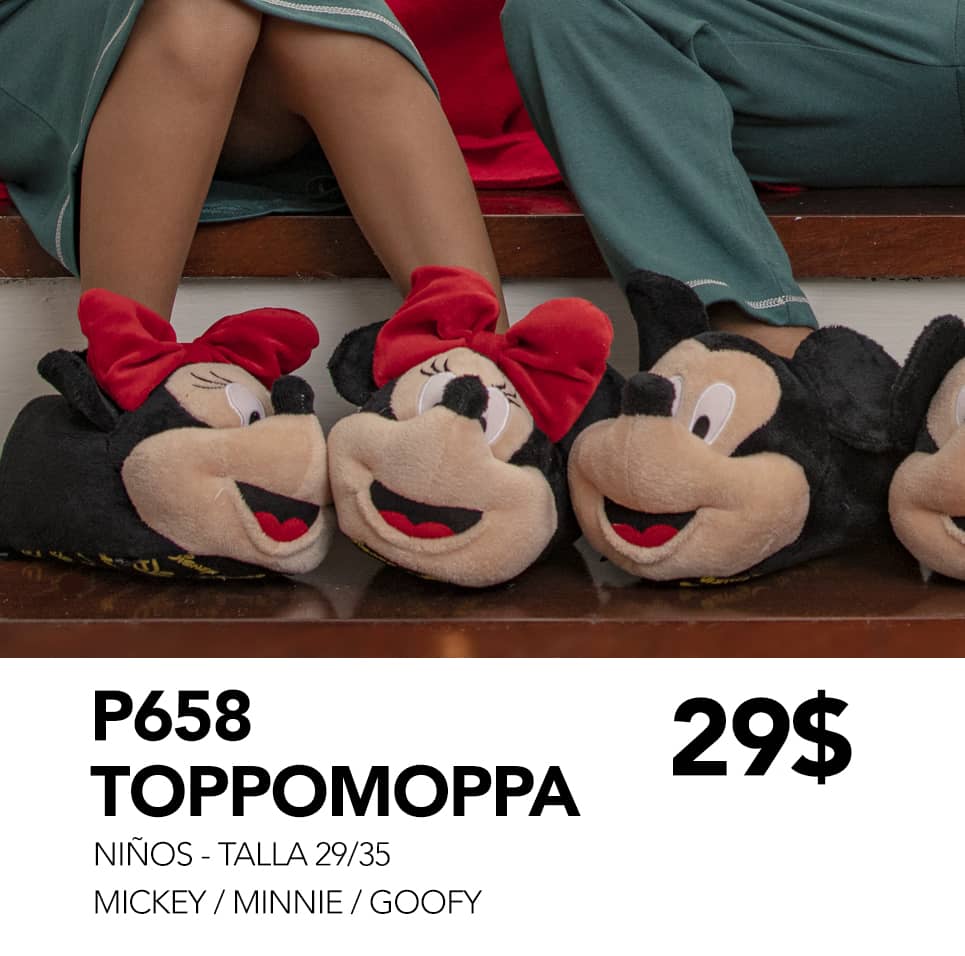 P658
29$
TOPPOMOPPA
NIÑOS - TALLA 29/35
MICKEY / MINNIE / GOOFY